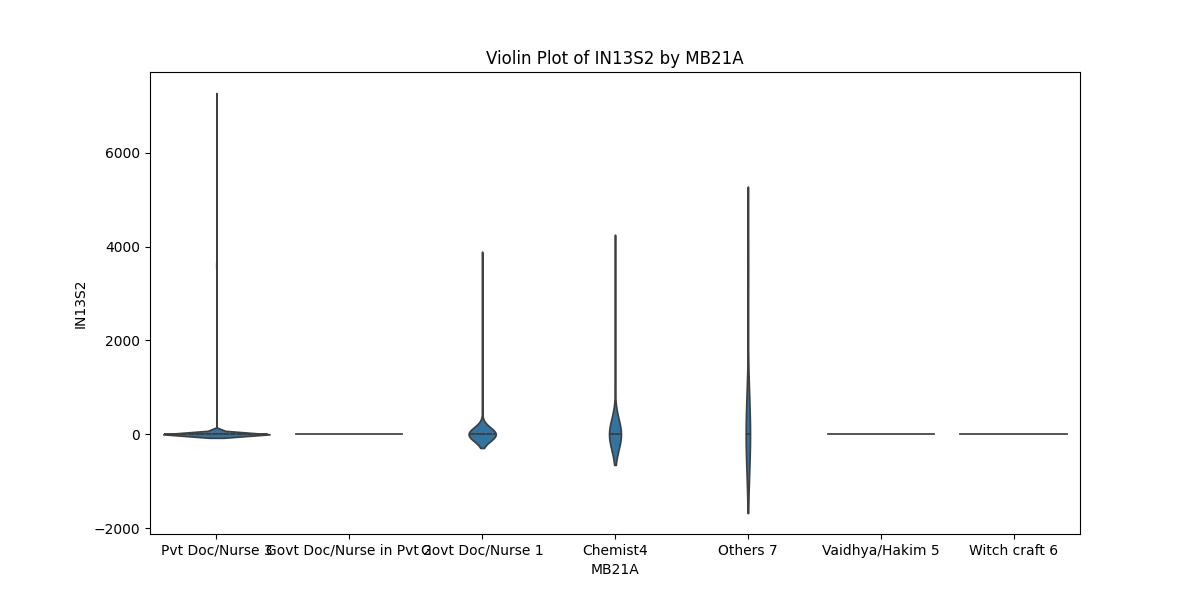 Violin Plot of IN13S2 by MB21A
6000
4000
2000
0
−2000
IN13S2
Pvt Doc/Nurse 3
Govt Doc/Nurse in Pvt 2
Govt Doc/Nurse 1
Chemist4
Others 7
Vaidhya/Hakim 5
Witch craft 6
MB21A